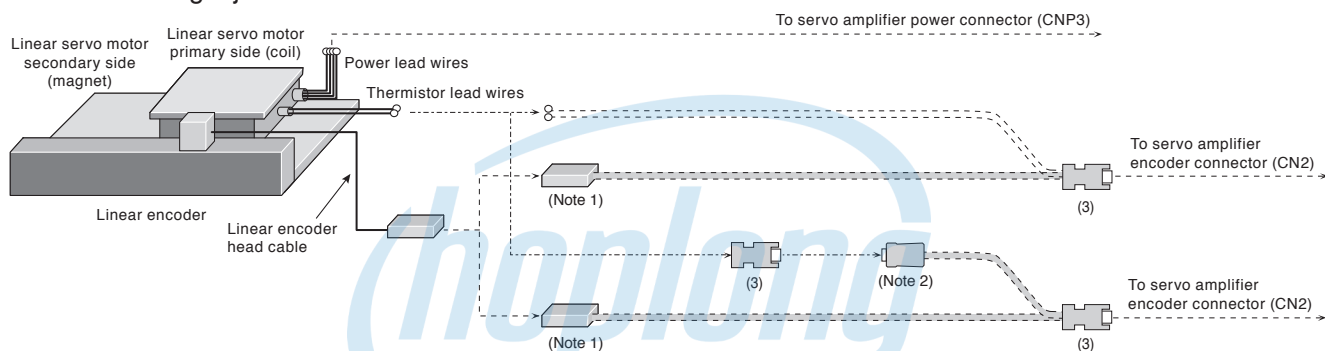 To servo amplifier power connector (CNP3)
Linear servo motor
secondary side
(magnet)
Linear servo motor
primary side (coil)
Power lead wires
Thermistor lead wires
To servo amplifier
encoder connector (CN2)
(Note 1)
(3)
Linear encoder
Linear encoder
head cable
(3)
(Note 2)
To servo amplifier
encoder connector (CN2)
(Note 1)
(3)
hoplong